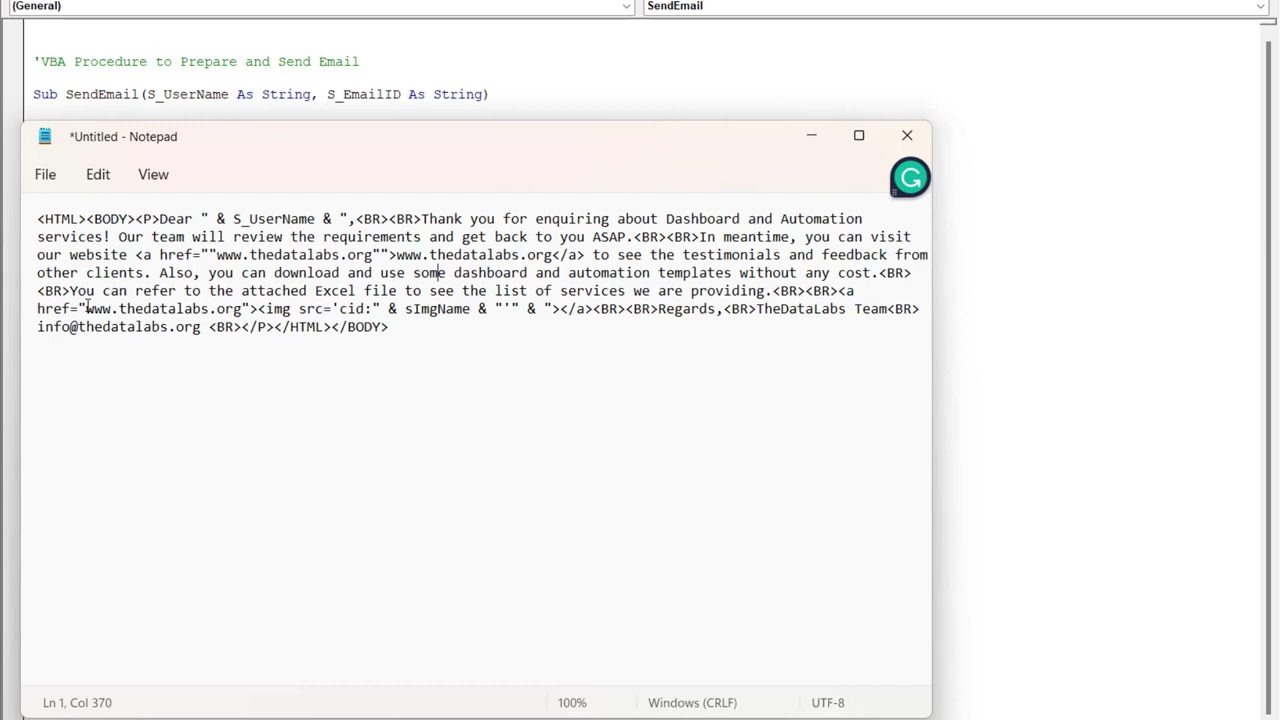 (General)
SendEmail
'VBA Procedure to Prepare and Send Email
Sub SendEmail(S_UserName As String, S_EmailID As String)
*Untitled - Notepad
File Edit View
<HTML><BODY><P>Dear " & S_UserName & ",<BR><BR>Thank you for enquiring about Dashboard and Automation
services! Our team will review the requirements and get back to you ASAP.<BR><BR>In meantime, you can visit
our website <a href=""www.thedatalabs.org"">www.thedatalabs.org</a> to see the testimonials and feedback from
other clients. Also, you can download and use some dashboard and automation templates without any cost.<BR>
<BR>You can refer to the attached Excel file to see the list of services we are providing.<BR><BR><a
href="www.thedatalabs.org"><img src='cid:" & sImgName & "'" & "></a><BR><BR>Regards,<BR>TheDataLabs Team<BR>
info@thedatalabs.org <BR></P></HTML></BODY>
Ln 1, Col 370
100%
Windows (CRLF)
UTF-8